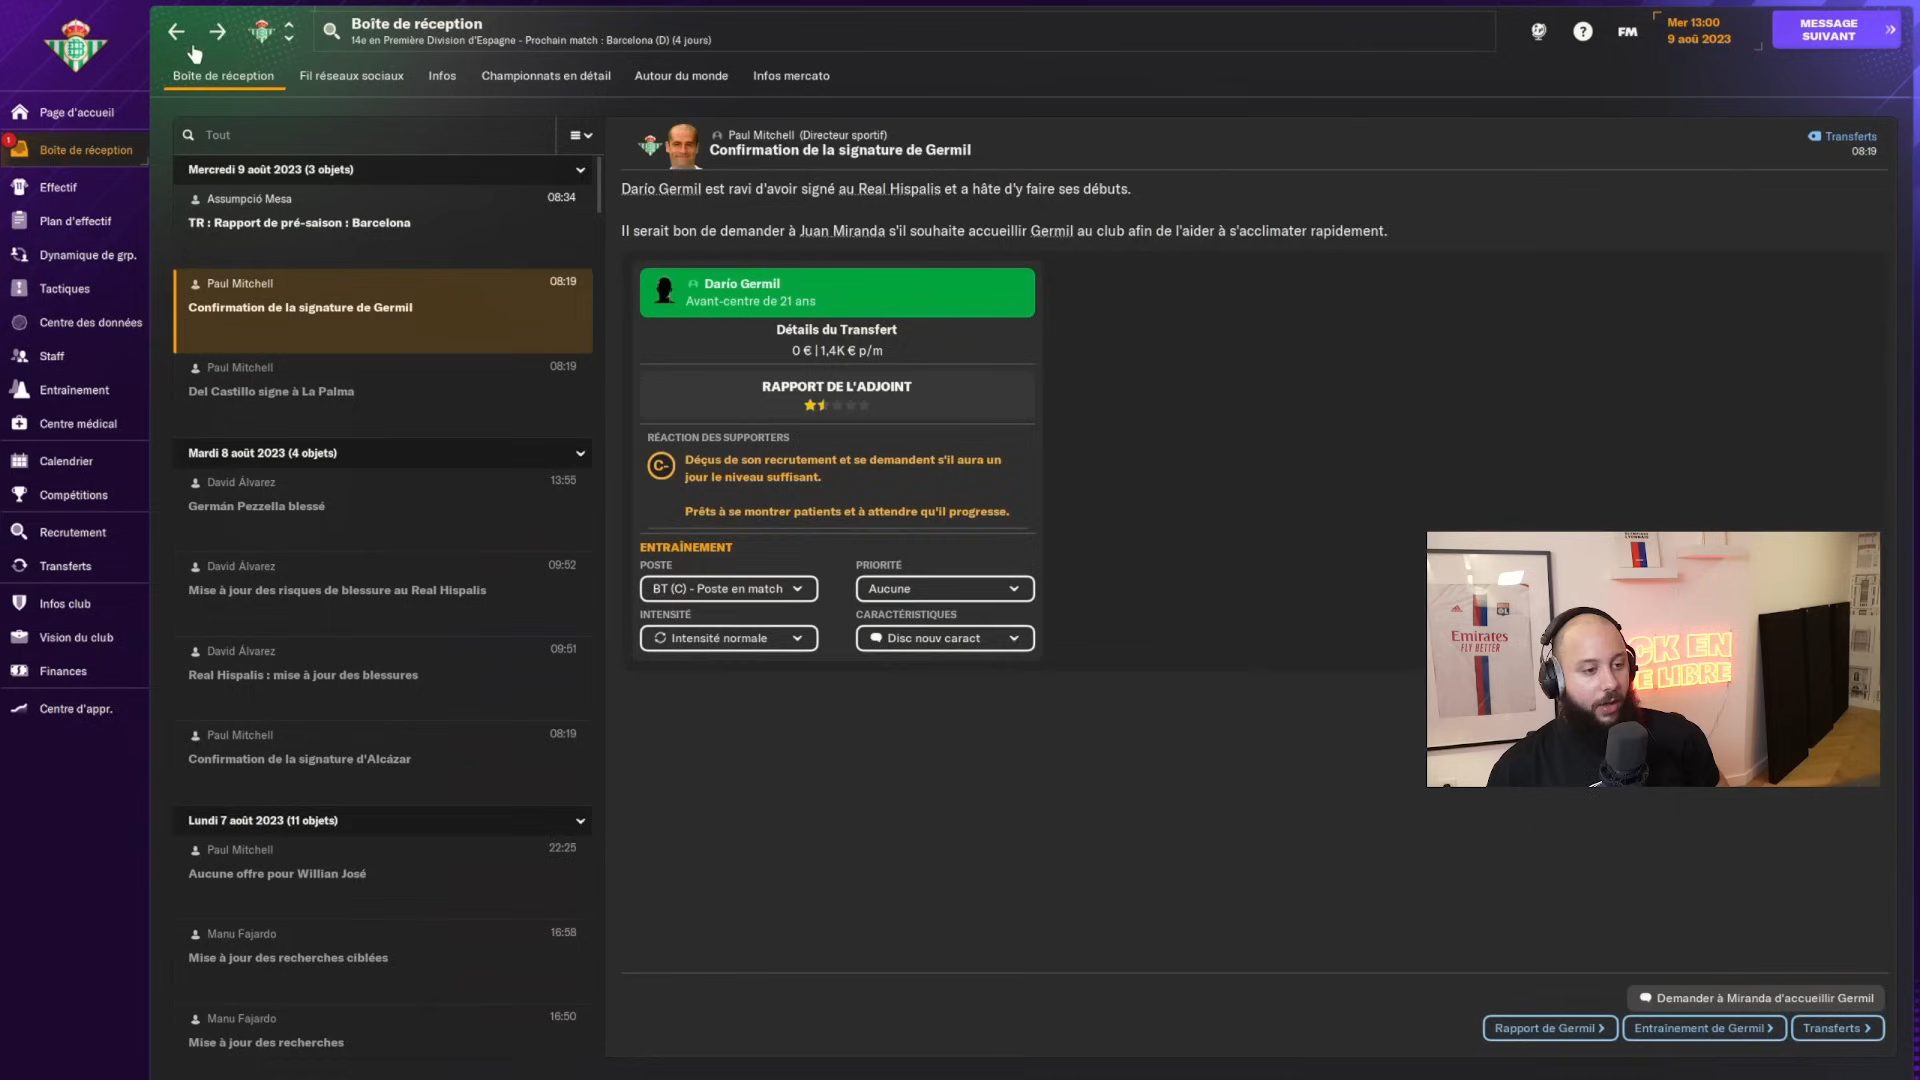 Boîte de réception
14e en Première Division d'Espagne - Prochain match : Barcelona (D) (4 jours)
FM
Mer 13:00
9 aoû 2023
MESSAGE
SUIVANT
Boîte de réception
Fil réseaux sociaux
Infos
Championnats en détail
Autour du monde
Infos mercato
Page d'accueil
1
Boîte de réception
Effectif
Plan d'effectif
Dynamique de grp.
Tactiques
Centre des données
Staff
Entraînement
Centre médical
Calendrier
Compétitions
Recrutement
Transferts
Infos club
Vision du club
Finances
Centre d'appr.
Tout
Mercredi 9 août 2023 (3 objets)
Assumpció Mesa
08:34
TR : Rapport de pré-saison : Barcelona
Paul Mitchell
08:19
Confirmation de la signature de Germil
Paul Mitchell
08:19
Del Castillo signe à La Palma
Mardi 8 août 2023 (4 objets)
David Álvarez
13:55
Germán Pezzella blessé
David Álvarez
09:52
Mise à jour des risques de blessure au Real Hispalis
David Álvarez
09:51
Real Hispalis : mise à jour des blessures
Paul Mitchell
08:19
Confirmation de la signature d'Alcázar
Lundi 7 août 2023 (11 objets)
Paul Mitchell
22:25
Aucune offre pour Willian José
Manu Fajardo
16:58
Mise à jour des recherches ciblées
Manu Fajardo
16:50
Mise à jour des recherches
Paul Mitchell (Directeur sportif)
Confirmation de la signature de Germil
Transferts
08:19
Darío Germil est ravi d'avoir signé au Real Hispalis et a hâte d'y faire ses débuts.
Il serait bon de demander à Juan Miranda s'il souhaite accueillir Germil au club afin de l'aider à s'acclimater rapidement.
Darío Germil
Avant-centre de 21 ans
Détails du Transfert
0 € | 1,4K € p/m
RAPPORT DE L'ADJOINT
RÉACTION DES SUPPORTERS
C-
Déçus de son recrutement et se demandent s'il aura un
jour le niveau suffisant.
Prêts à se montrer patients et à attendre qu'il progresse.
ENTRAÎNEMENT
POSTE
PRIORITÉ
BT (C) - Poste en match
Aucune
INTENSITÉ
CARACTÉRISTIQUES
Intensité normale
Disc nouv caract
Emirates
FLY BETTER
CK EN
E LIBRE
Demander à Miranda d'accueillir Germil
Rapport de Germil
Entraînement de Germil
Transferts